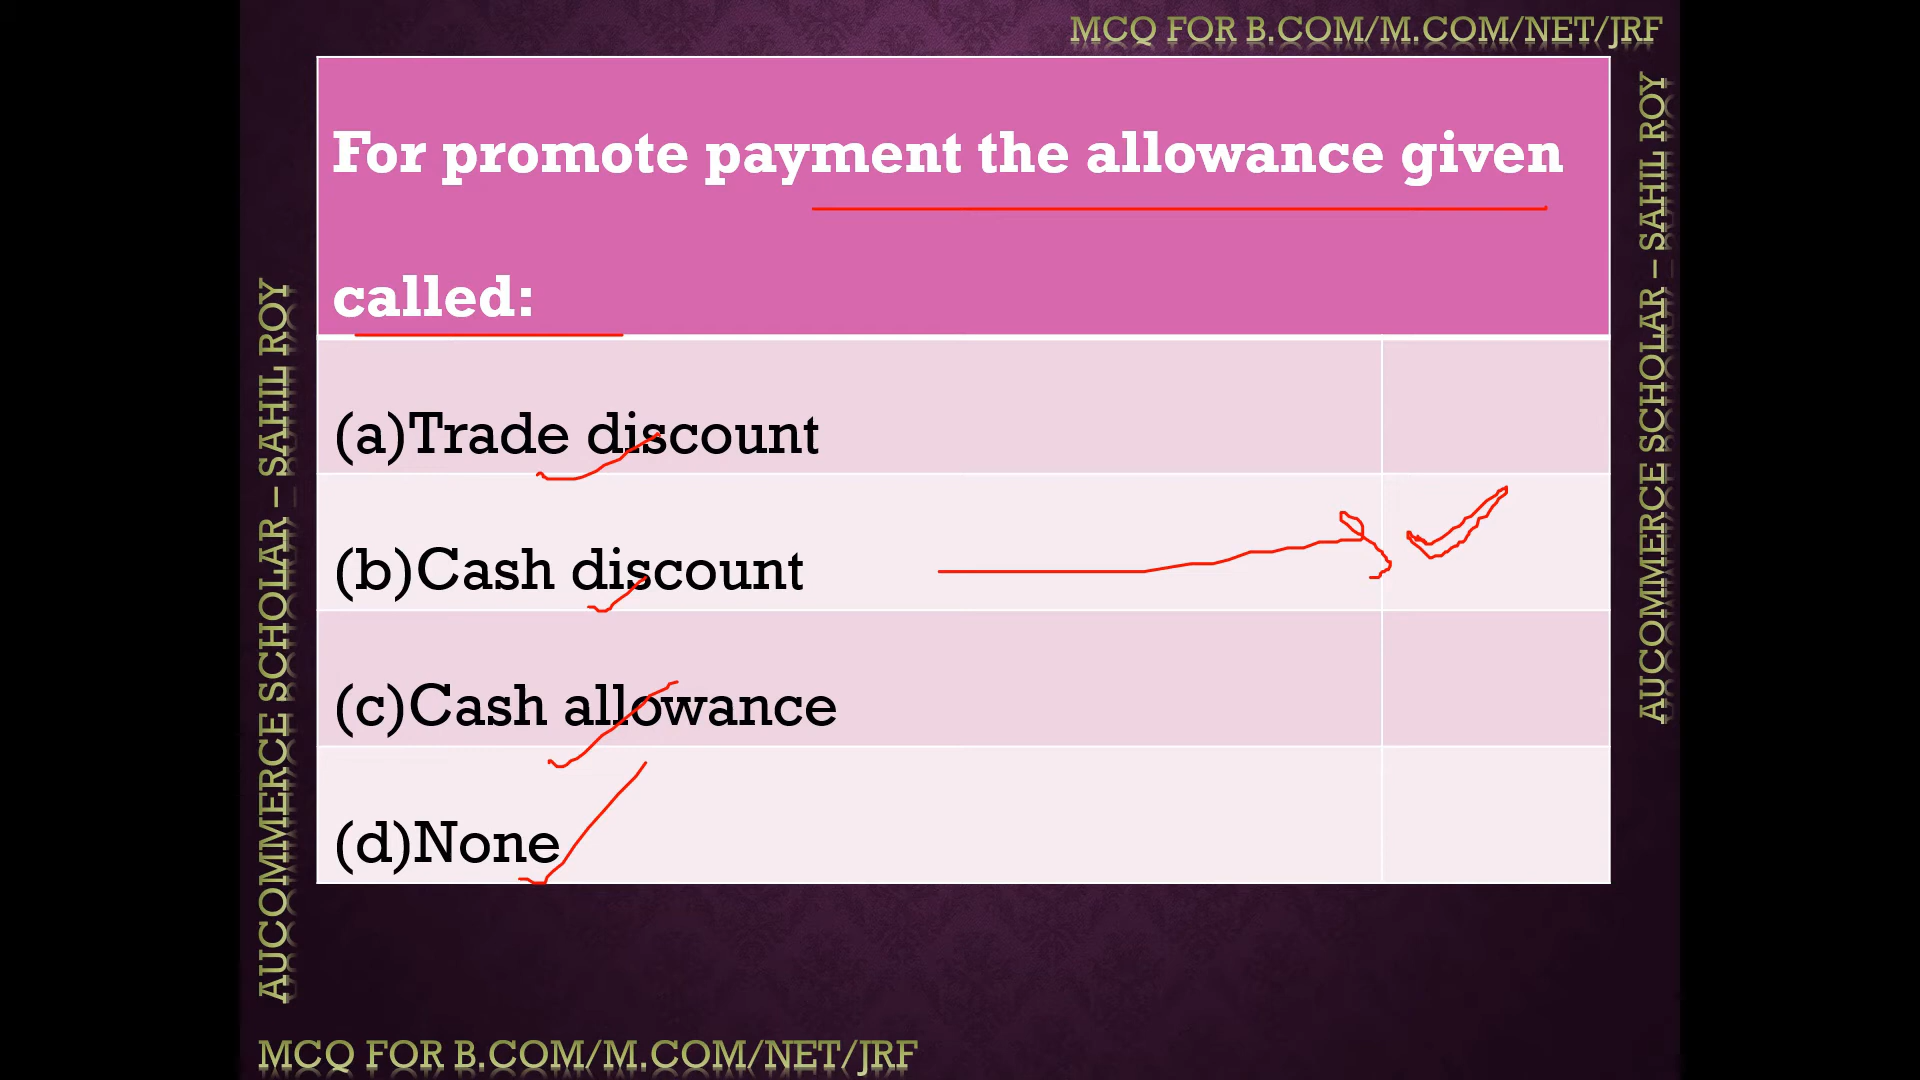 MCQ FOR B.COM/M.COM/NET/JRF
For promote payment the allowance given
called:
(a)Trade discount
(b)Cash discount
(c)Cash allowance
(d)None
AUCOMMERCE SCHOLAR – SAHIL ROY
AUCOMMERCE SCHOLAR – SAHIL ROY
MCQ FOR B.COM/M.COM/NET/JRF